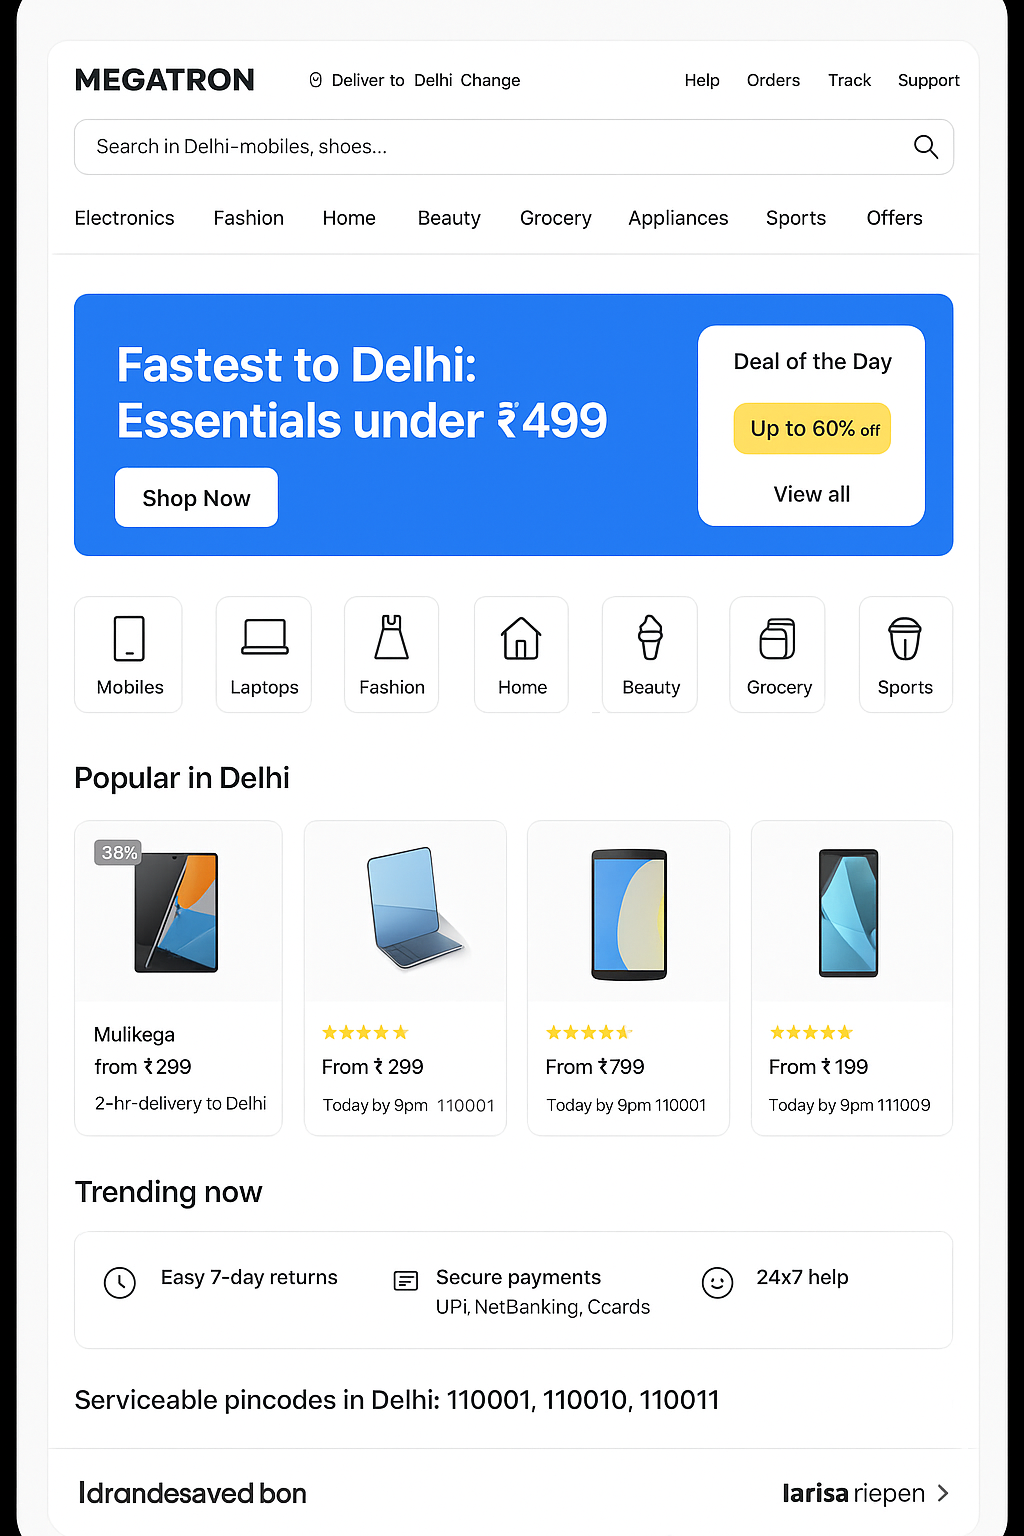 MEGATRON
Deliver to Delhi Change
Help Orders Track Support
Search in Delhi-mobiles, shoes...
Electronics Fashion Home Beauty Grocery Appliances Sports Offers
Fastest to Delhi:
Essentials under ₹499
Shop Now
Deal of the Day
Up to 60% off
View all
Mobiles Laptops Fashion Home Beauty Grocery Sports
Popular in Delhi
38%
Mulikega
from ₹299
2-hr-delivery to Delhi
From ₹ 299
Today by 9pm 110001
From ₹799
Today by 9pm 110001
From ₹199
Today by 9pm 111009
Trending now
Easy 7-day returns
Secure payments
UPi, NetBanking, Ccards
24x7 help
Serviceable pincodes in Delhi: 110001, 110010, 110011
Idrandesaved bon
larisa riepen